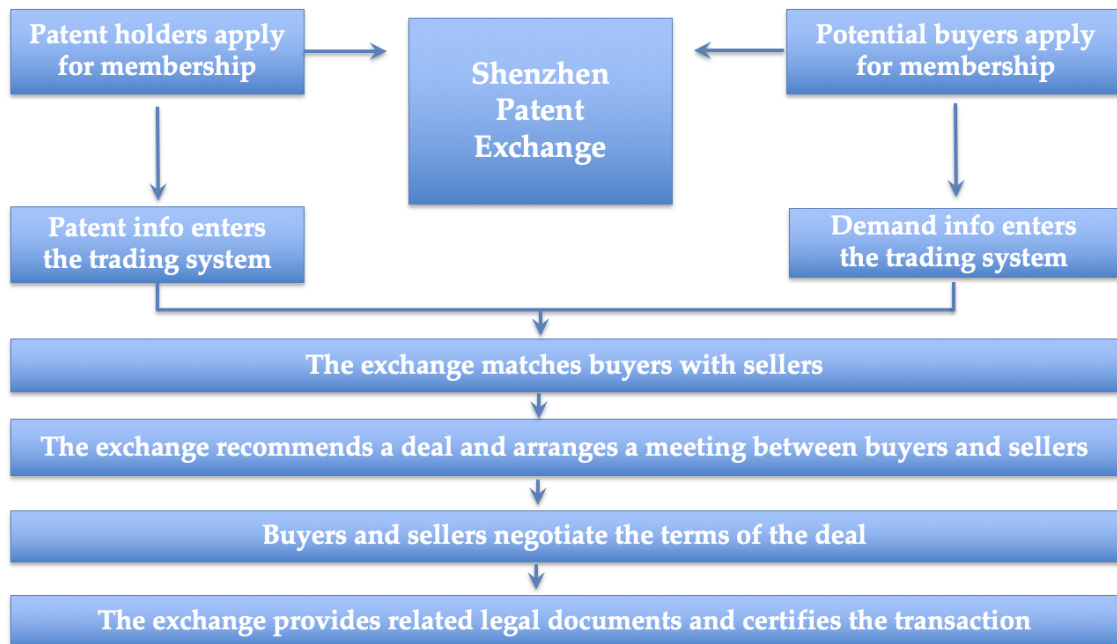 Patent holders apply
for membership
Shenzhen
Patent
Exchange
Potential buyers apply
for membership
Patent info enters
the trading system
Demand info enters
the trading system
The exchange matches buyers with sellers
The exchange recommends a deal and arranges a meeting between buyers and sellers
Buyers and sellers negotiate the terms of the deal
The exchange provides related legal documents and certifies the transaction